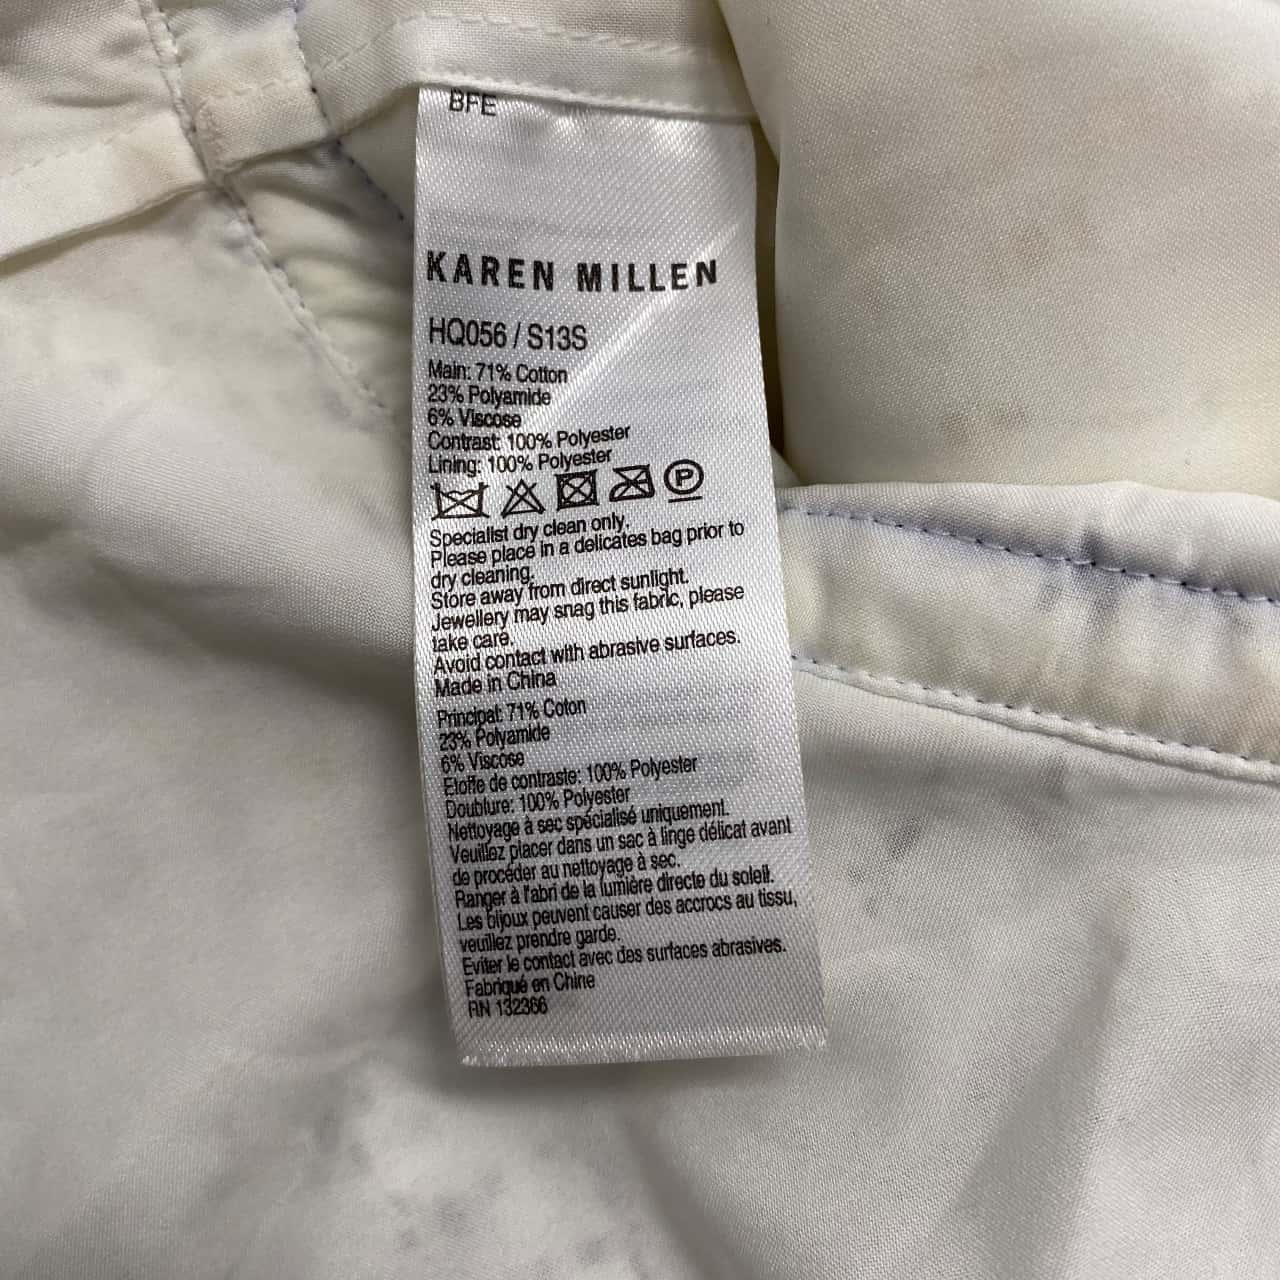 BFE
KAREN MILLEN
HQ056 / S13S
Main: 71% Cotton
23% Polyamide
6% Viscose
Contrast: 100% Polyester
Lining: 100% Polyester
P
Specialist dry clean only.
Please place in a delicates bag prior to
dry cleaning.
Store away from direct sunlight.
Jewellery may snag this fabric, please
take care.
Avoid contact with abrasive surfaces.
Made in China
Principal: 71% Coton
23% Polyamide
6% Viscose
Etoffe de contraste: 100% Polyester
Doublure: 100% Polyester
Nettoyage à sec spécialisé uniquement.
Veuillez placer dans un sac à linge délicat avant
de procéder au nettoyage à sec.
Ranger à l'abri de la lumière directe du soleil.
Les bijoux peuvent causer des accrocs au tissu,
veuillez prendre garde.
Eviter le contact avec des surfaces abrasives.
Fabriqué en Chine
RN 132366